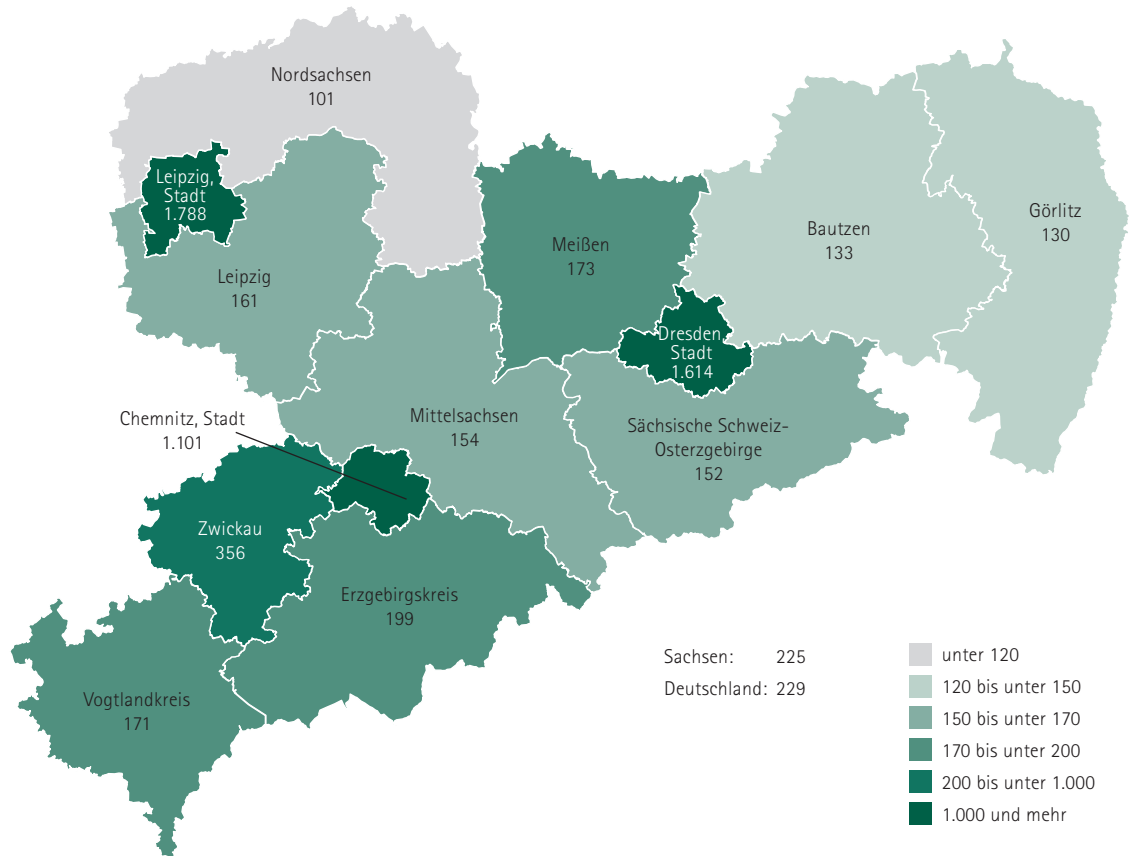 Nordsachsen
101
Leipzig,
Stadt
1.788
Leipzig
161
Meißen
173
Bautzen
133
Görlitz
130
Dresden,
Stadt
1.614
Chemnitz, Stadt
1.101
Mittelsachsen
154
Sächsische Schweiz-
Osterzgebirge
152
Zwickau
356
Erzgebirgskreis
199
Vogtlandkreis
171
Sachsen: 225
Deutschland: 229
unter 120
120 bis unter 150
150 bis unter 170
170 bis unter 200
200 bis unter 1.000
1.000 und mehr